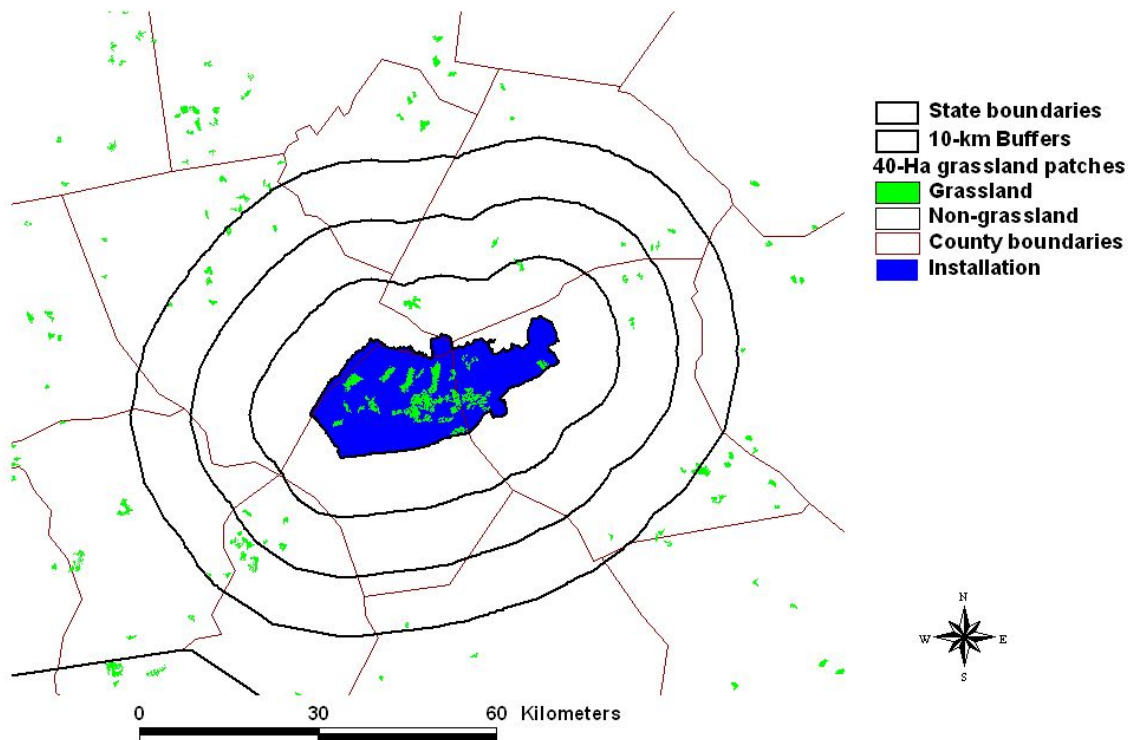 State boundaries
10-km Buffers
40-Ha grassland patches
Grassland
Non-grassland
County boundaries
Installation
N
W E
S
0 30 60 Kilometers